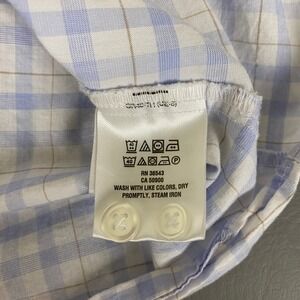 RN 36543
CA 50900
WASH WITH LIKE COLORS, DRY
PROMPTLY, STEAM IRON